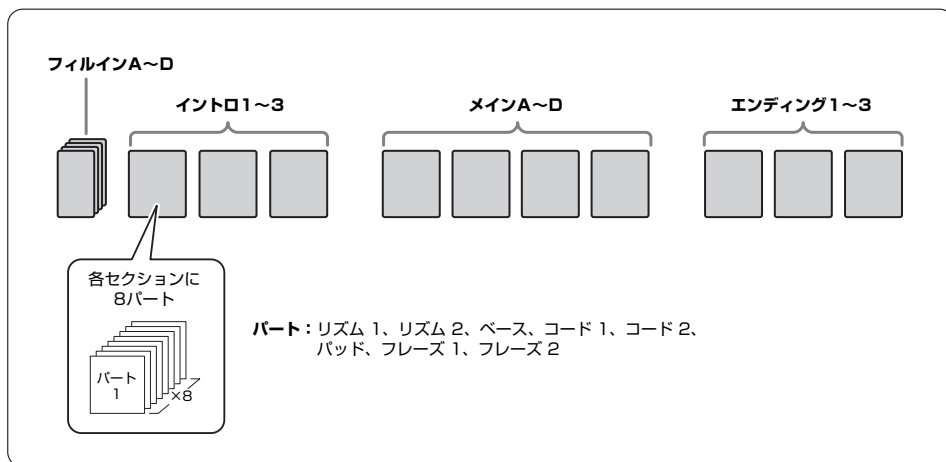 フィルインA～D
イントロ1～3
メインA～D
エンディング1～3
各セクションに
8パート
パート
1
×8
パート：リズム 1、リズム 2、ベース、コード 1、コード 2、
パッド、フレーズ 1、フレーズ 2